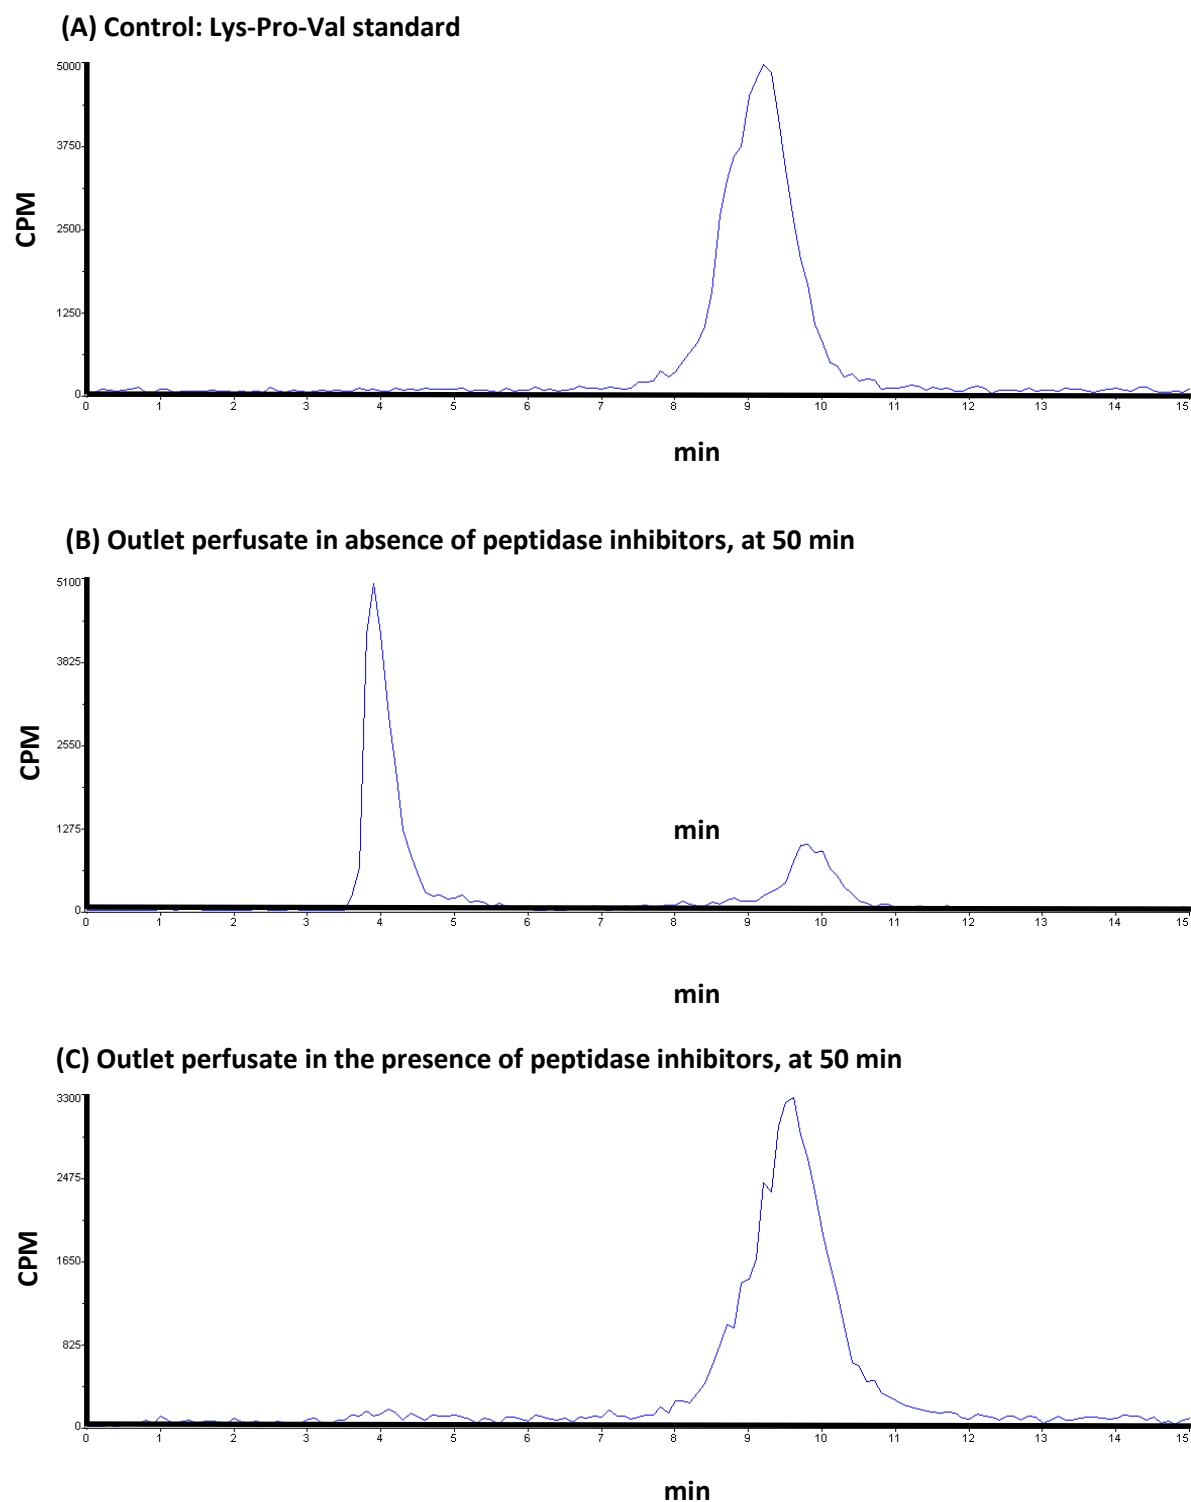 (A) Control: Lys-Pro-Val standard
5000
3750
2500
1250
0
CPM
0 1 2 3 4 5 6 7 8 9 10 11 12 13 14 15
min
(B) Outlet perfusate in absence of peptidase inhibitors, at 50 min
5100
3825
2550
1275
0
CPM
min
0 1 2 3 4 5 6 7 8 9 10 11 12 13 14 15
min
(C) Outlet perfusate in the presence of peptidase inhibitors, at 50 min
3300
2475
1650
825
0
CPM
0 1 2 3 4 5 6 7 8 9 10 11 12 13 14 15
min